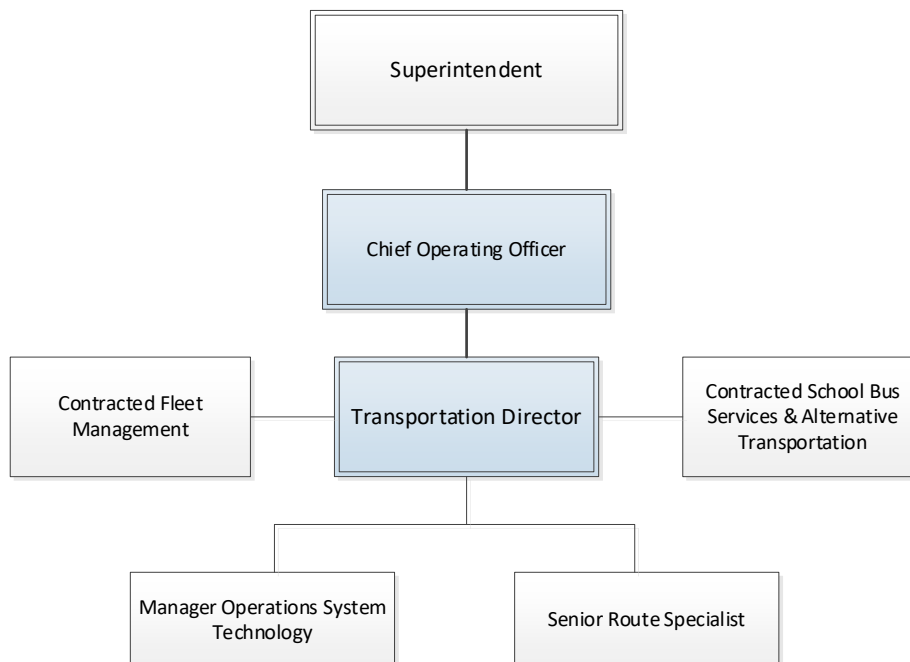 Superintendent
Chief Operating Officer
Contracted Fleet
Management
Transportation Director
Contracted School Bus
Services & Alternative
Transportation
Manager Operations System
Technology
Senior Route Specialist